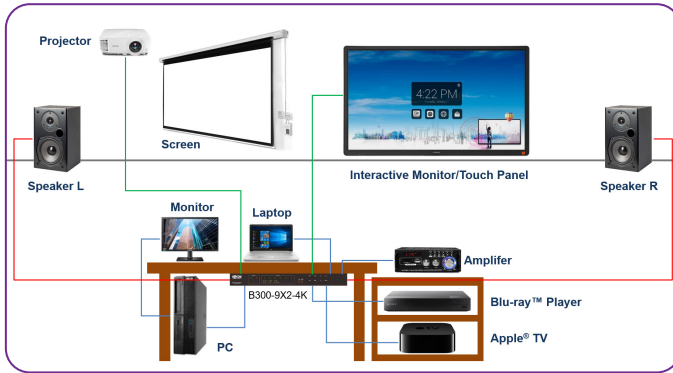 Projector
4:22 PM
Screen
Speaker L
Interactive Monitor/Touch Panel
Speaker R
Monitor
Laptop
Amplifer
B300-9X2-4K
Blu-ray™ Player
PC
Apple® TV